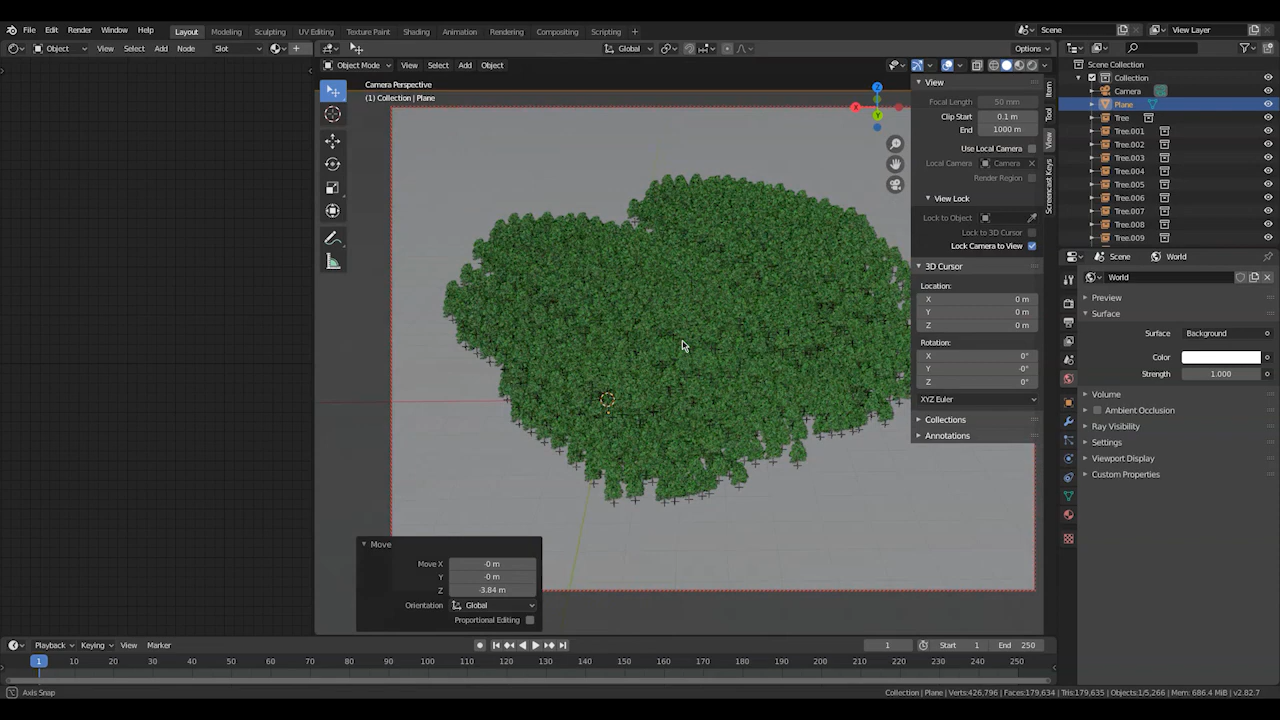 File Edit Render Window Help Layout Modeling Sculpting UV Editing Texture Paint Shading Animation Rendering Compositing Scripting Scene View Layer
Object View Select Add Node Slot Global Options
Object Mode View Select Add Object
Camera Perspective
(1) Collection | Plane
View
Focal Length 50 mm
Clip Start 0.1 m
End 1000 m
Use Local Camera
Local Camera Camera
Render Region
View Lock
Lock to Object
Lock to 3D Cursor
Lock Camera to View
3D Cursor
Location:
X 0 m
Y 0 m
Z 0 m
Rotation:
X 0°
Y -0°
Z 0°
XYZ Euler
Collections
Annotations
Item
Tool
View
Screencast Keys
X
Y
Z
Scene Collection
Collection
Camera
Plane
Tree
Tree.001
Tree.002
Tree.003
Tree.004
Tree.005
Tree.006
Tree.007
Tree.008
Tree.009
Scene World
World
Preview
Surface
Surface Background
Color
Strength 1.000
Volume
Ambient Occlusion
Ray Visibility
Settings
Viewport Display
Custom Properties
Move
Move X -0 m
Y -0 m
Z -3.84 m
Orientation Global
Proportional Editing
Playback Keying View Marker 1 Start 1 End 250
1 10 20 30 40 50 60 70 80 90 100 110 120 130 140 150 160 170 180 190 200 210 220 230 240 250
Axis Snap
Collection | Plane | Verts:426,796 | Faces:179,634 | Tris:179,635 | Objects:1/5,266 | Mem: 686.4 MiB | v2.82.7